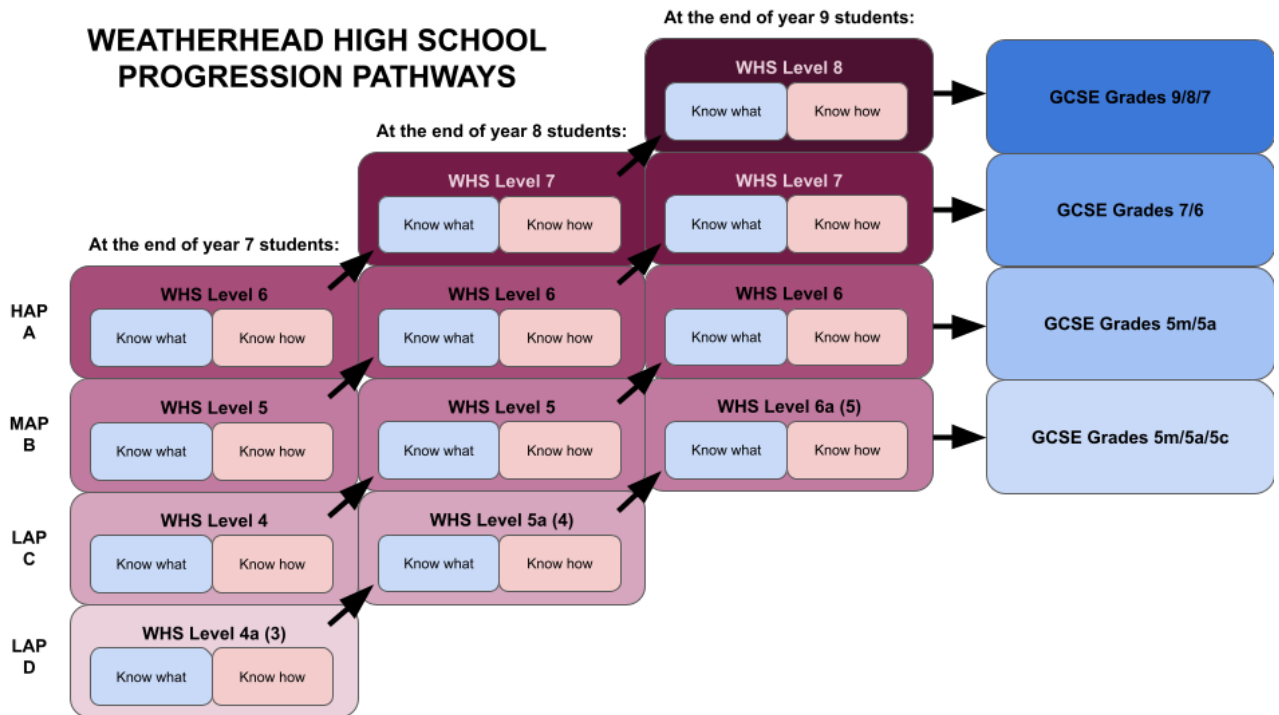 WEATHERHEAD HIGH SCHOOL
PROGRESSION PATHWAYS
At the end of year 9 students:
WHS Level 8
Know what Know how
GCSE Grades 9/8/7
At the end of year 8 students:
WHS Level 7
Know what Know how
WHS Level 7
Know what Know how
GCSE Grades 7/6
At the end of year 7 students:
HAP
A
WHS Level 6
Know what Know how
WHS Level 6
Know what Know how
WHS Level 6
Know what Know how
GCSE Grades 5m/5a
MAP
B
WHS Level 5
Know what Know how
WHS Level 5
Know what Know how
WHS Level 6a (5)
Know what Know how
GCSE Grades 5m/5a/5c
LAP
C
WHS Level 4
Know what Know how
WHS Level 5a (4)
Know what Know how
LAP
D
WHS Level 4a (3)
Know what Know how